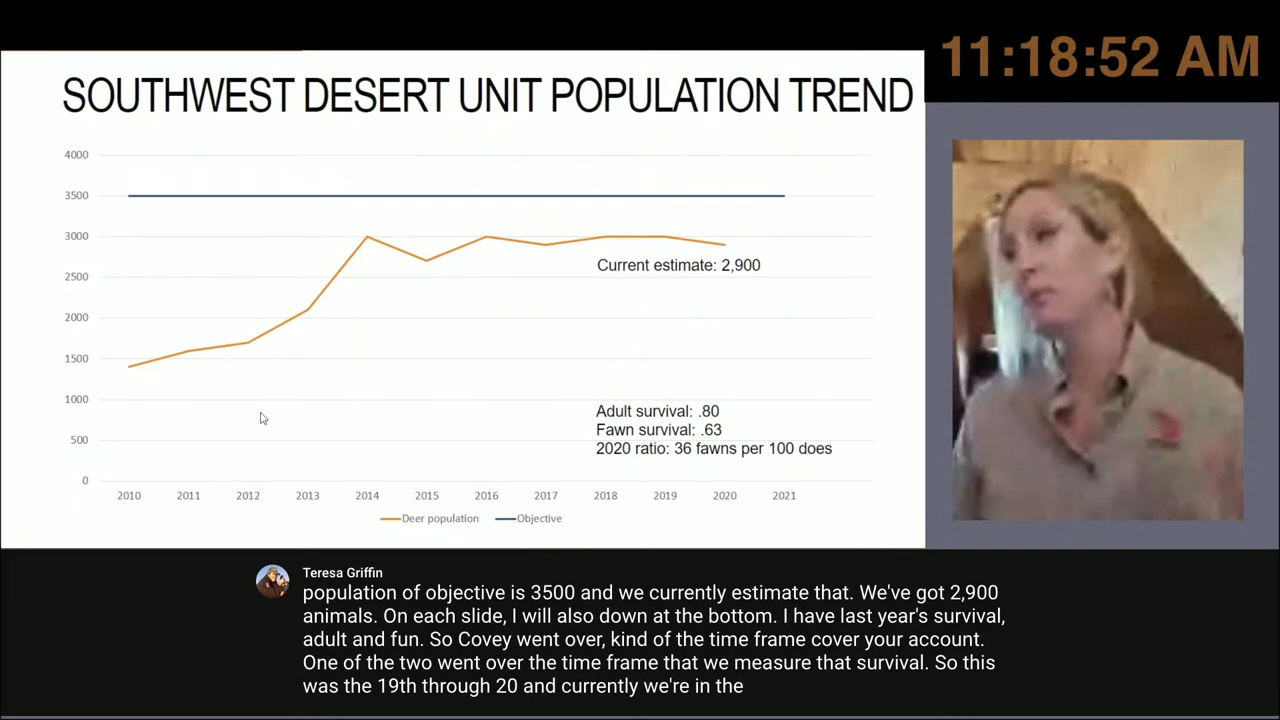 11:18:52 AM
SOUTHWEST DESERT UNIT POPULATION TREND
4000
3500
3000
2500
2000
1500
1000
500
0
Current estimate: 2,900
Adult survival: .80
Fawn survival: .63
2020 ratio: 36 fawns per 100 does
2010 2011 2012 2013 2014 2015 2016 2017 2018 2019 2020 2021
Deer population Objective
Teresa Griffin
population of objective is 3500 and we currently estimate that. We've got 2,900
animals. On each slide, I will also down at the bottom. I have last year's survival,
adult and fun. So Covey went over, kind of the time frame cover your account.
One of the two went over the time frame that we measure that survival. So this
was the 19th through 20 and currently we're in the